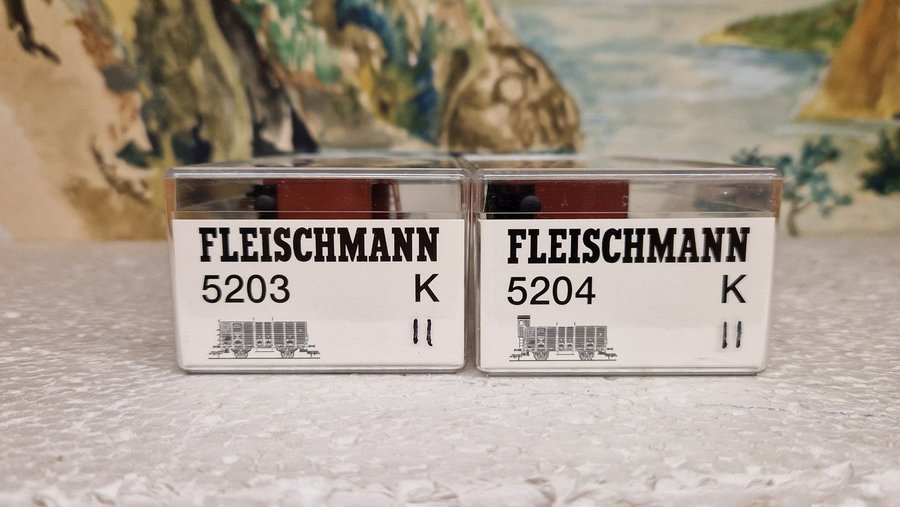 FLEISCHMANN
5203 K
II
FLEISCHMANN
5204 K
II